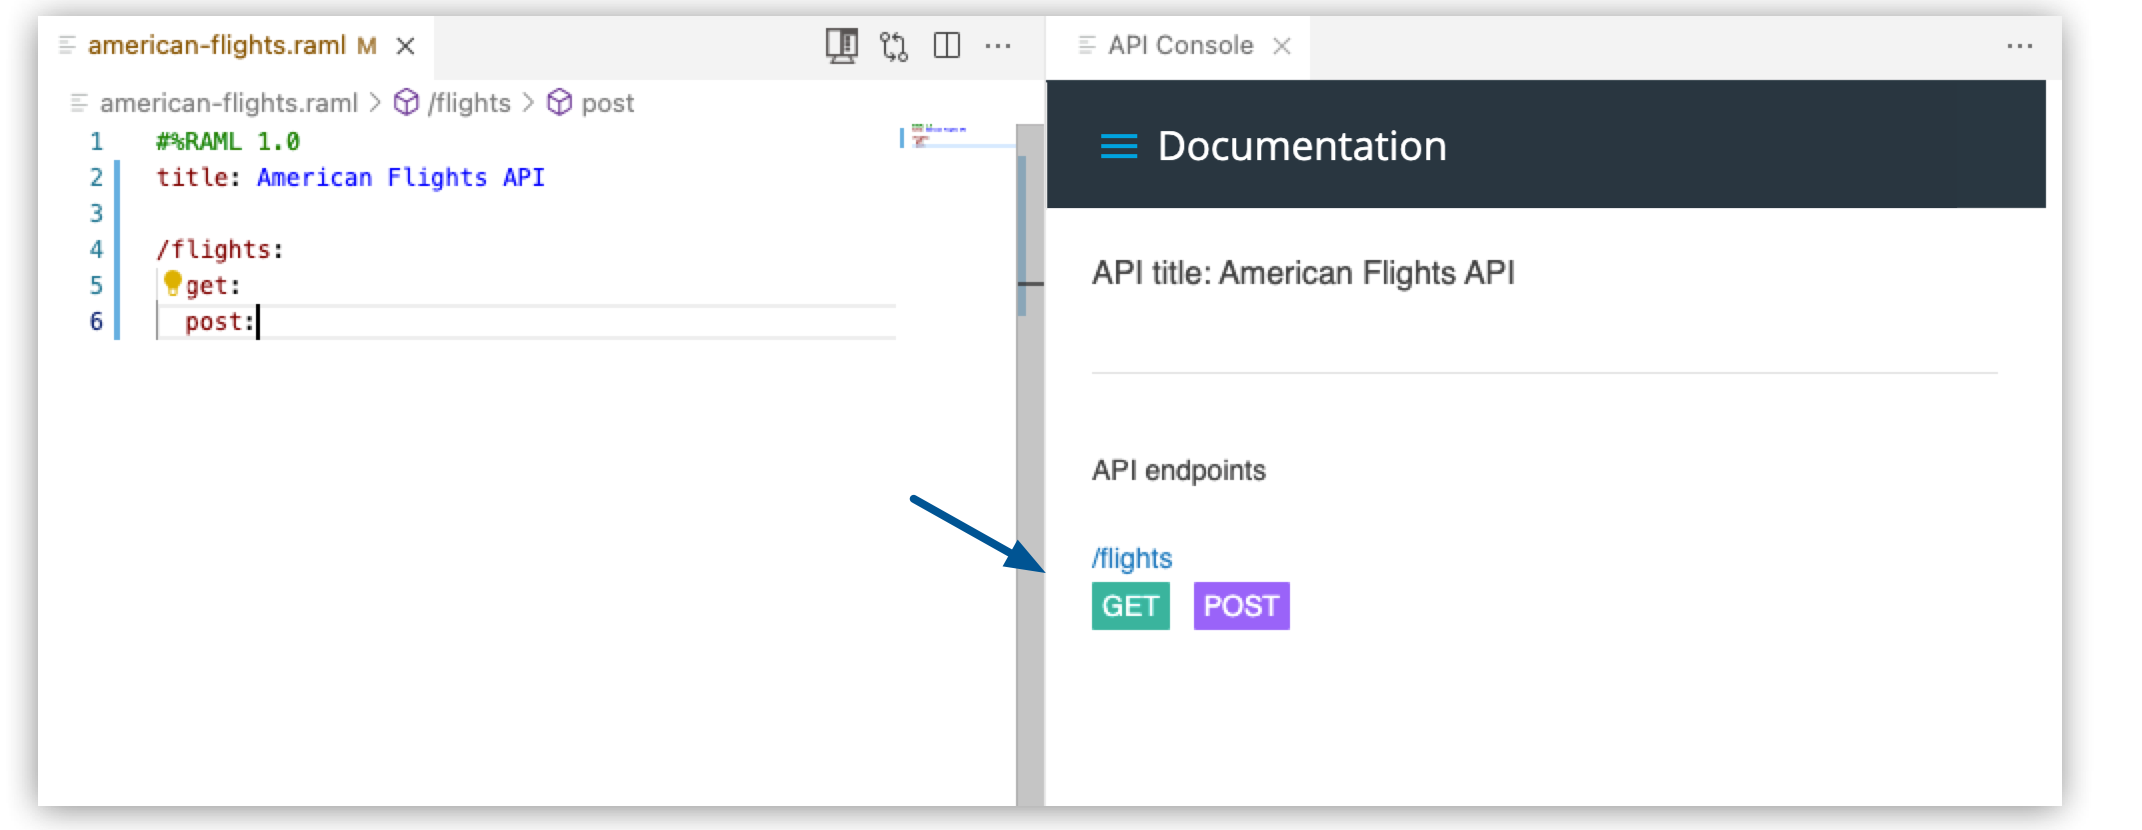 american-flights.raml M
american-flights.raml > /flights > post
1 #%RAML 1.0
2 title: American Flights API
3
4 /flights:
5 get:
6 post:
API Console
Documentation
API title: American Flights API
API endpoints
/flights
GET POST